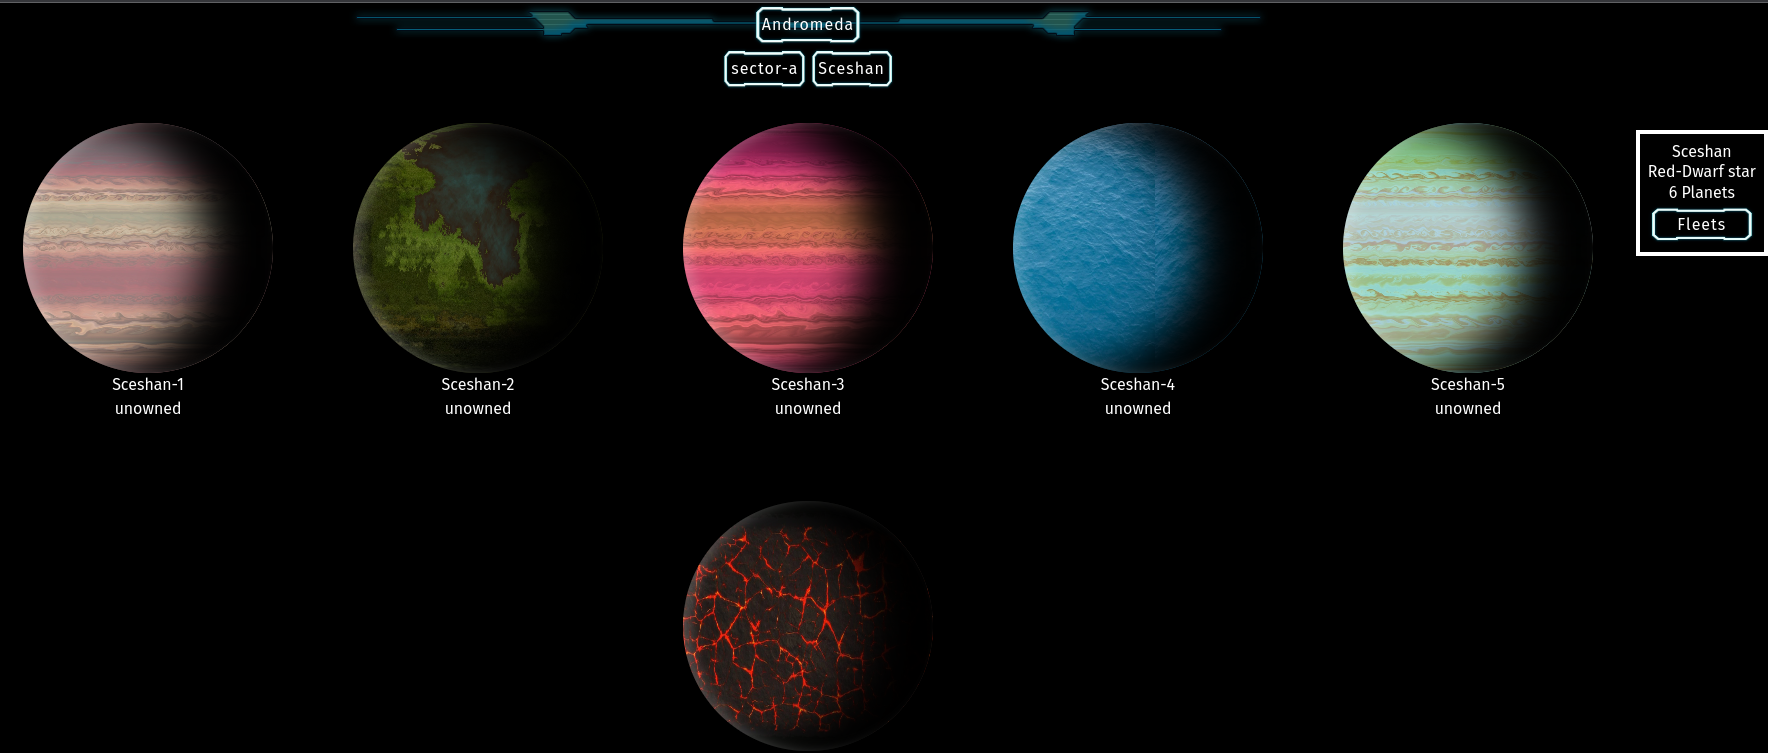 Andromeda
sector-a Sceshan
Sceshan-1
unowned
Sceshan-2
unowned
Sceshan-3
unowned
Sceshan-4
unowned
Sceshan-5
unowned
Sceshan
Red-Dwarf star
6 Planets
Fleets